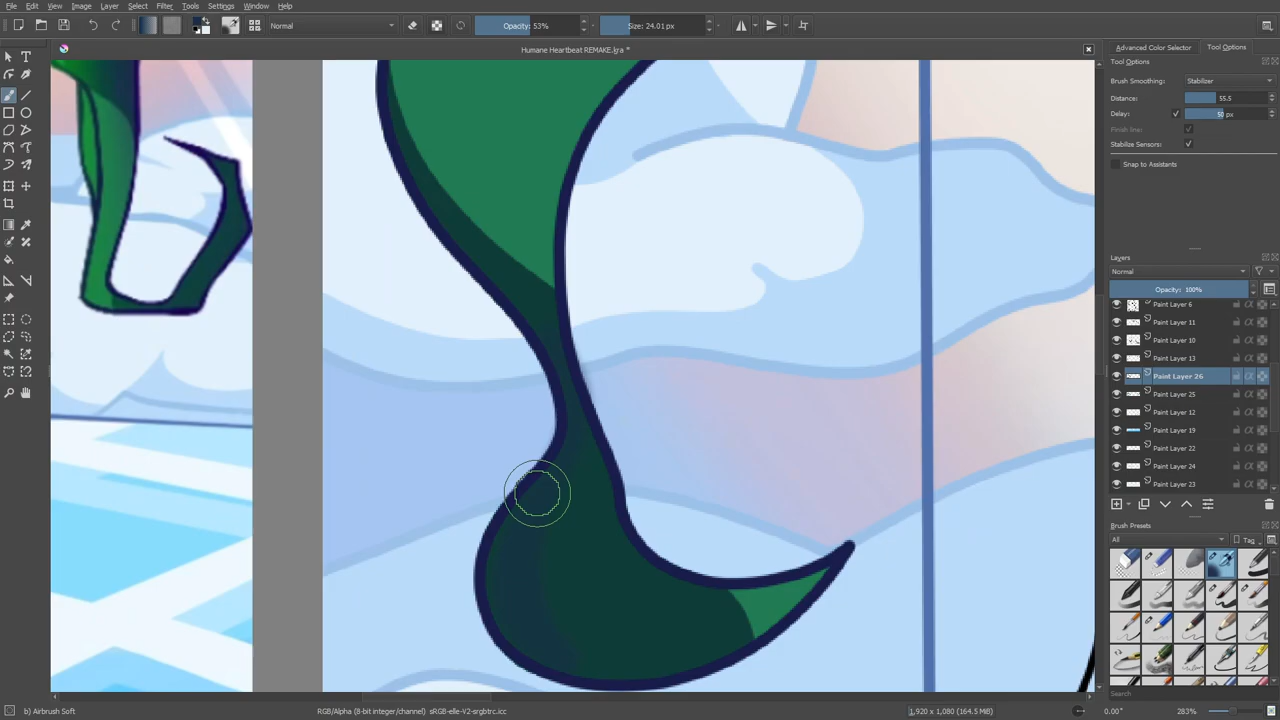 File Edit View Image Layer Select Filter Tools Settings Window Help
Normal Opacity: 53% Size: 24.01 px
Humane Heartbeat REMAKE.kra *
Advanced Color Selector Tool Options
Tool Options
Brush Smoothing: Stabilizer
Distance: 55.5
Delay: 50 px
Finish line:
Stabilize Sensors:
Snap to Assistants
Layers
Normal
Opacity: 100%
Paint Layer 6
Paint Layer 11
Paint Layer 10
Paint Layer 13
Paint Layer 26
Paint Layer 25
Paint Layer 12
Paint Layer 19
Paint Layer 22
Paint Layer 24
Paint Layer 23
Brush Presets
All Tag
Search
b) Airbrush Soft RGB/Alpha (8-bit integer/channel) sRGB-elle-V2-srgbtrc.icc 1,920 x 1,080 (164.5 MiB) 0.00° 283%